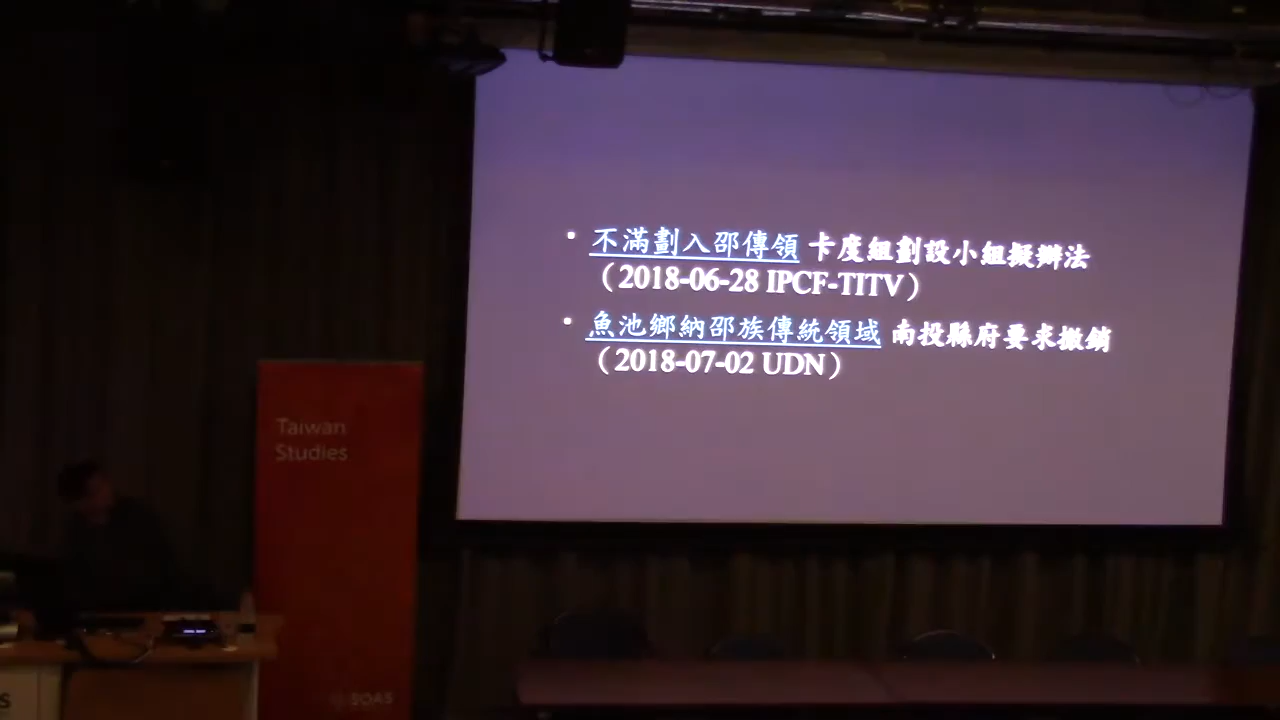 • 不滿劃入邵傳領 卡度組劃設小組擬辦法
（2018-06-28 IPCF-TITV）
• 魚池鄉納邵族傳統領域 南投縣府要求撤銷
（2018-07-02 UDN）
Taiwan
Studies
SOAS